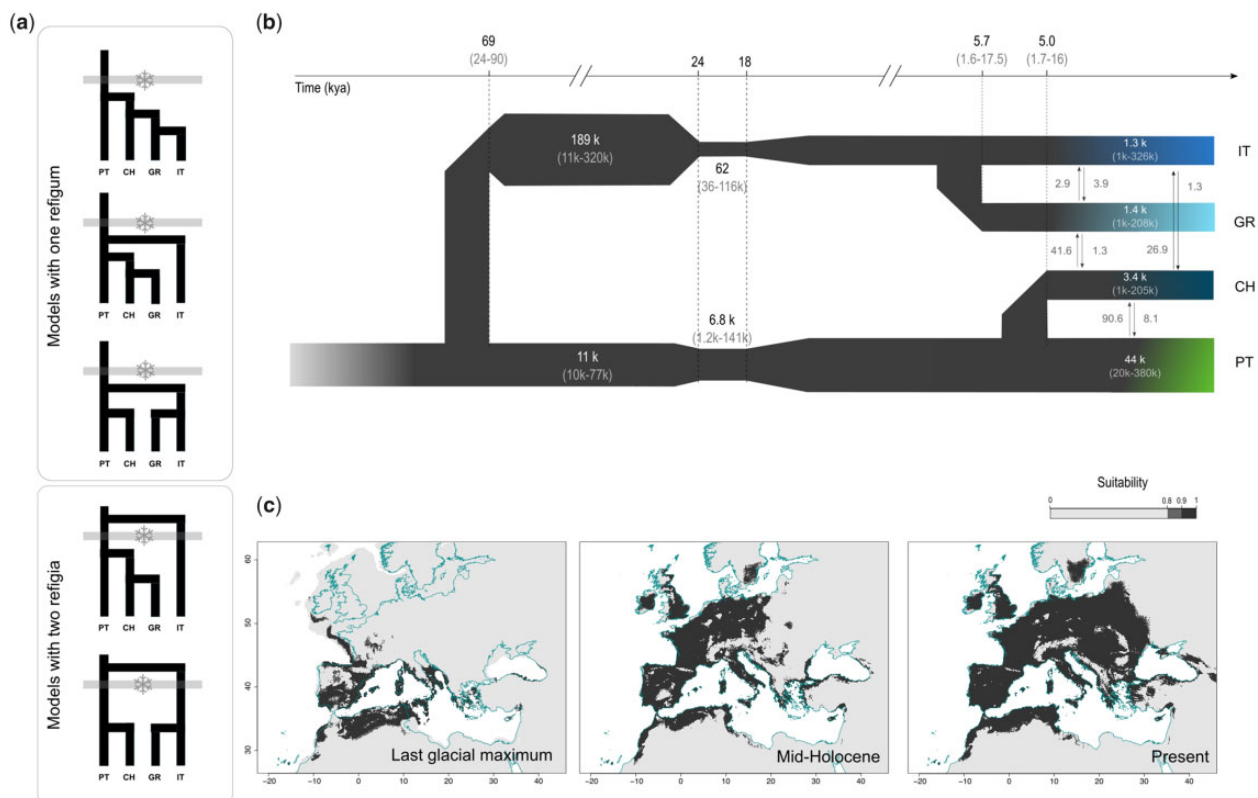 (a)
Models with one refigum
PT CH GR IT
PT CH GR IT
PT CH GR IT
Models with two refigia
PT CH GR IT
PT CH GR IT
(b)
69
(24-90)
24
18
5.7
(1.6-17.5)
5.0
(1.7-16)
Time (kya)
189 k
(11k-320k)
62
(36-116k)
1.3 k
(1k-326k)
IT
2.9
3.9
1.3
1.4 k
(1k-208k)
GR
41.6
1.3
26.9
3.4 k
(1k-205k)
CH
6.8 k
(1.2k-141k)
90.6
8.1
11 k
(10k-77k)
44 k
(20k-380k)
PT
(c)
Suitability
0 0.8 0.9 1
60
50
40
30
Last glacial maximum
−20 −10 0 10 20 30 40
Mid-Holocene
−20 −10 0 10 20 30 40
Present
−20 −10 0 10 20 30 40